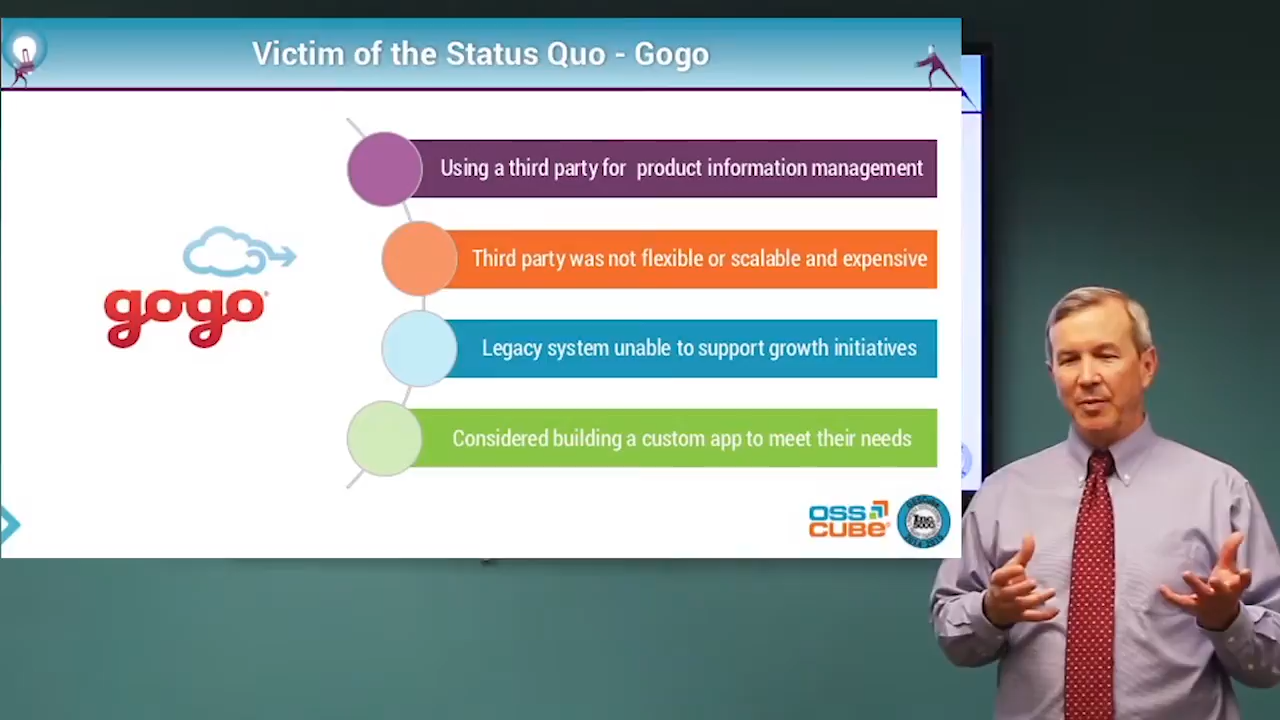 Victim of the Status Quo - Gogo
Using a third party for product information management
Third party was not flexible or scalable and expensive
Legacy system unable to support growth initiatives
Considered building a custom app to meet their needs
gogo
OSS
CUBE
Inc.
5000